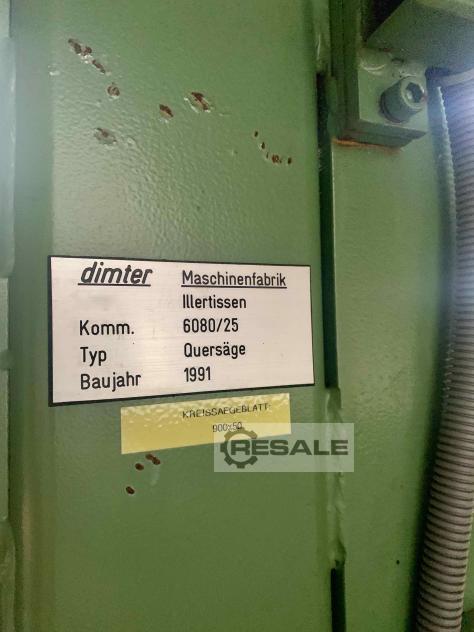 dimter Maschinenfabrik
Illertissen
Komm. 6080/25
Typ Quersäge
Baujahr 1991
KREISSAEGEBLATT:
900x50
RESALE